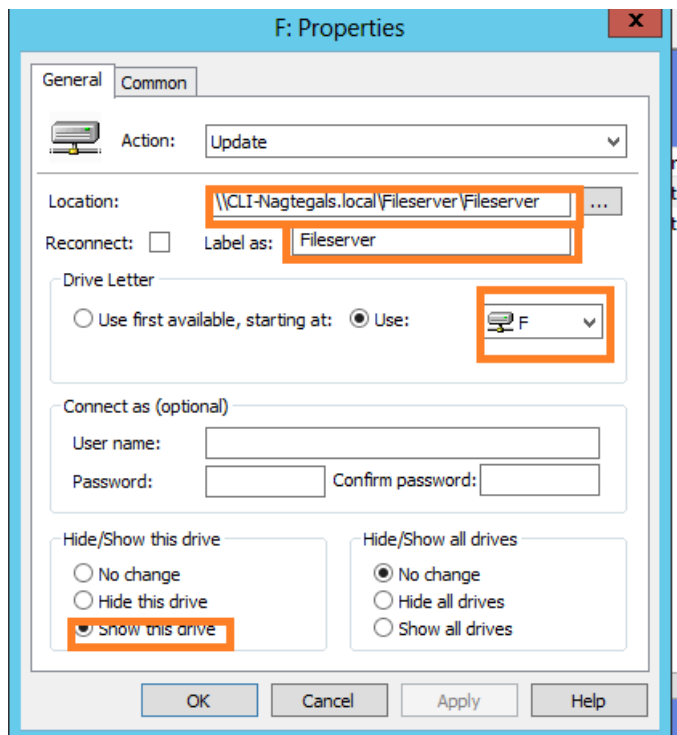 F: Properties
x
General Common
Action: Update
Location: \\CLI-Nagtegals.local\Fileserver\Fileserver ...
Reconnect: Label as: Fileserver
Drive Letter
Use first available, starting at: Use: F
Connect as (optional)
User name:
Password: Confirm password:
Hide/Show this drive Hide/Show all drives
No change No change
Hide this drive Hide all drives
Show this drive Show all drives
OK Cancel Apply Help